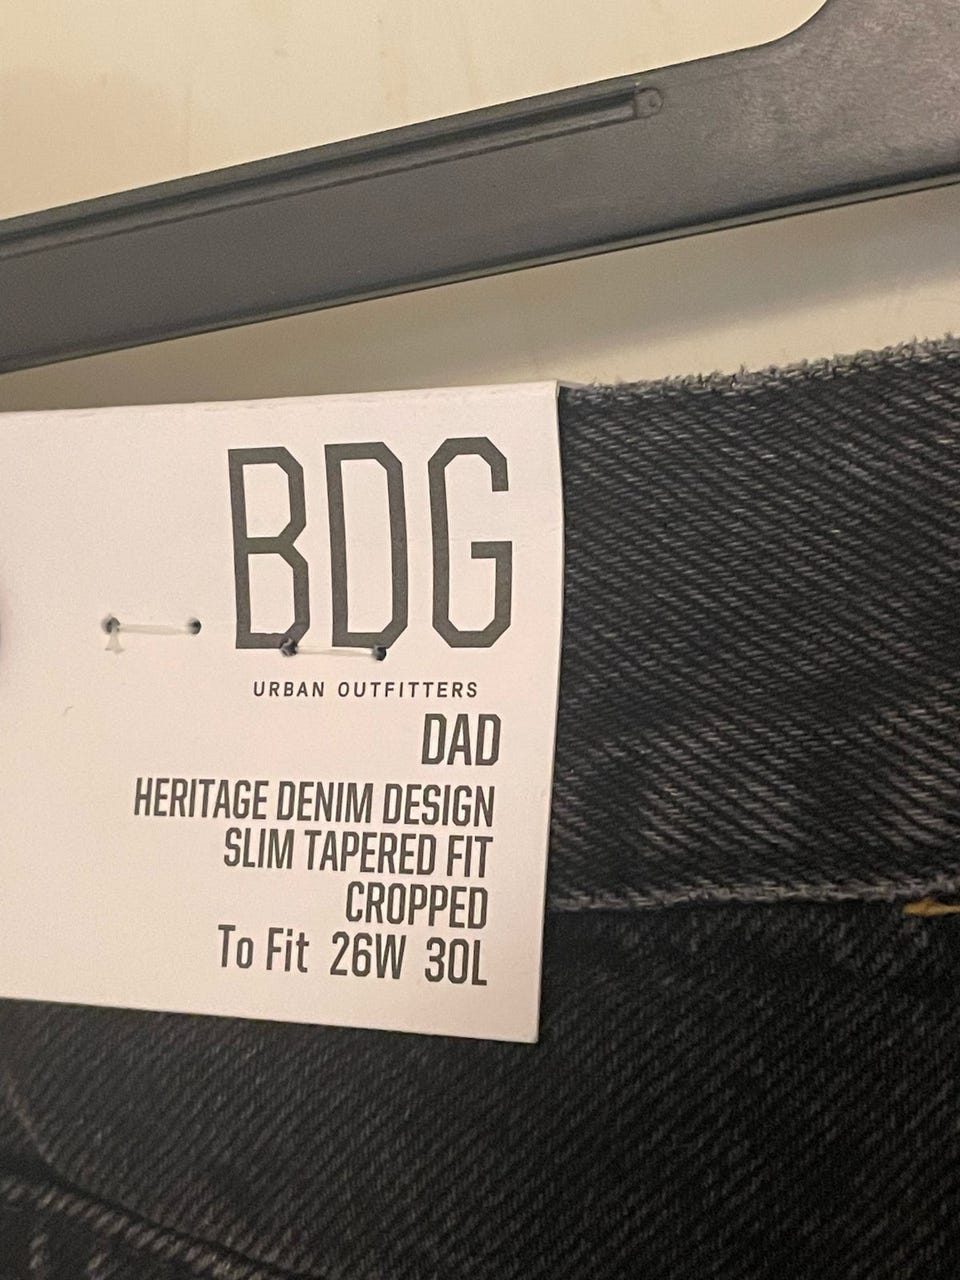 BDG
URBAN OUTFITTERS
DAD
HERITAGE DENIM DESIGN
SLIM TAPERED FIT
CROPPED
To Fit 26W 30L